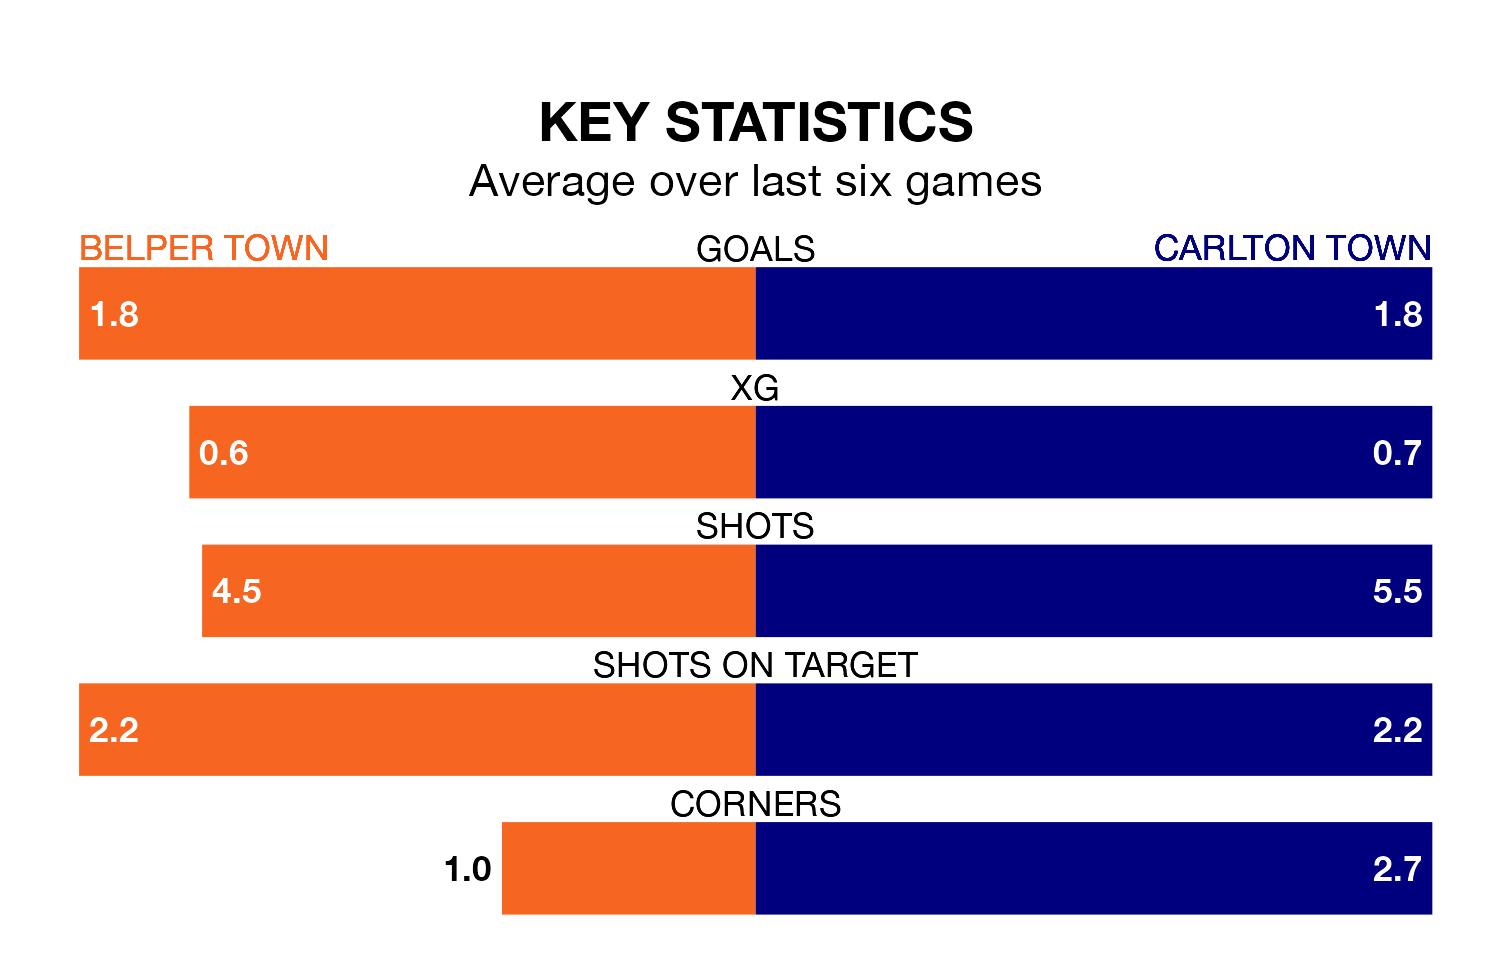 KEY STATISTICS
Average over last six games
BELPER TOWN GOALS CARLTON TOWN
1.8 1.8
XG
0.6 0.7
SHOTS
4.5 5.5
SHOTS ON TARGET
2.2 2.2
CORNERS
1.0 2.7